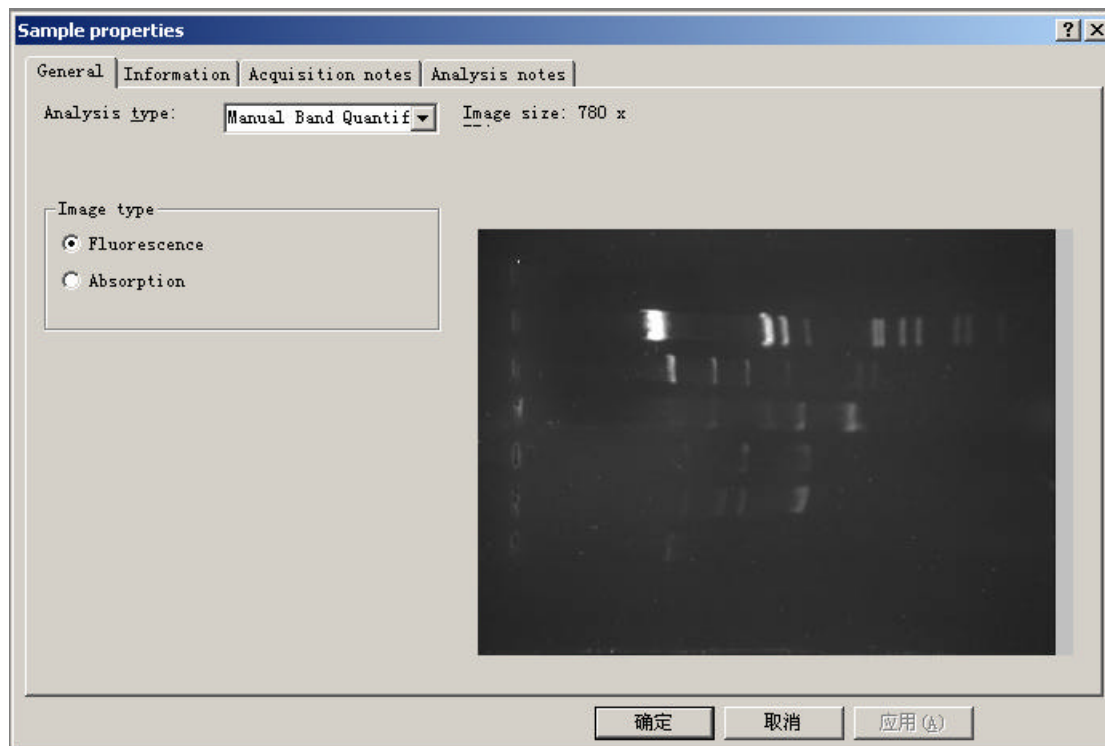 Sample properties
General Information Acquisition notes Analysis notes
Analysis type: Manual Band Quantif Image size: 780 x
Image type
Fluorescence
Absorption
确定 取消 应用(A)